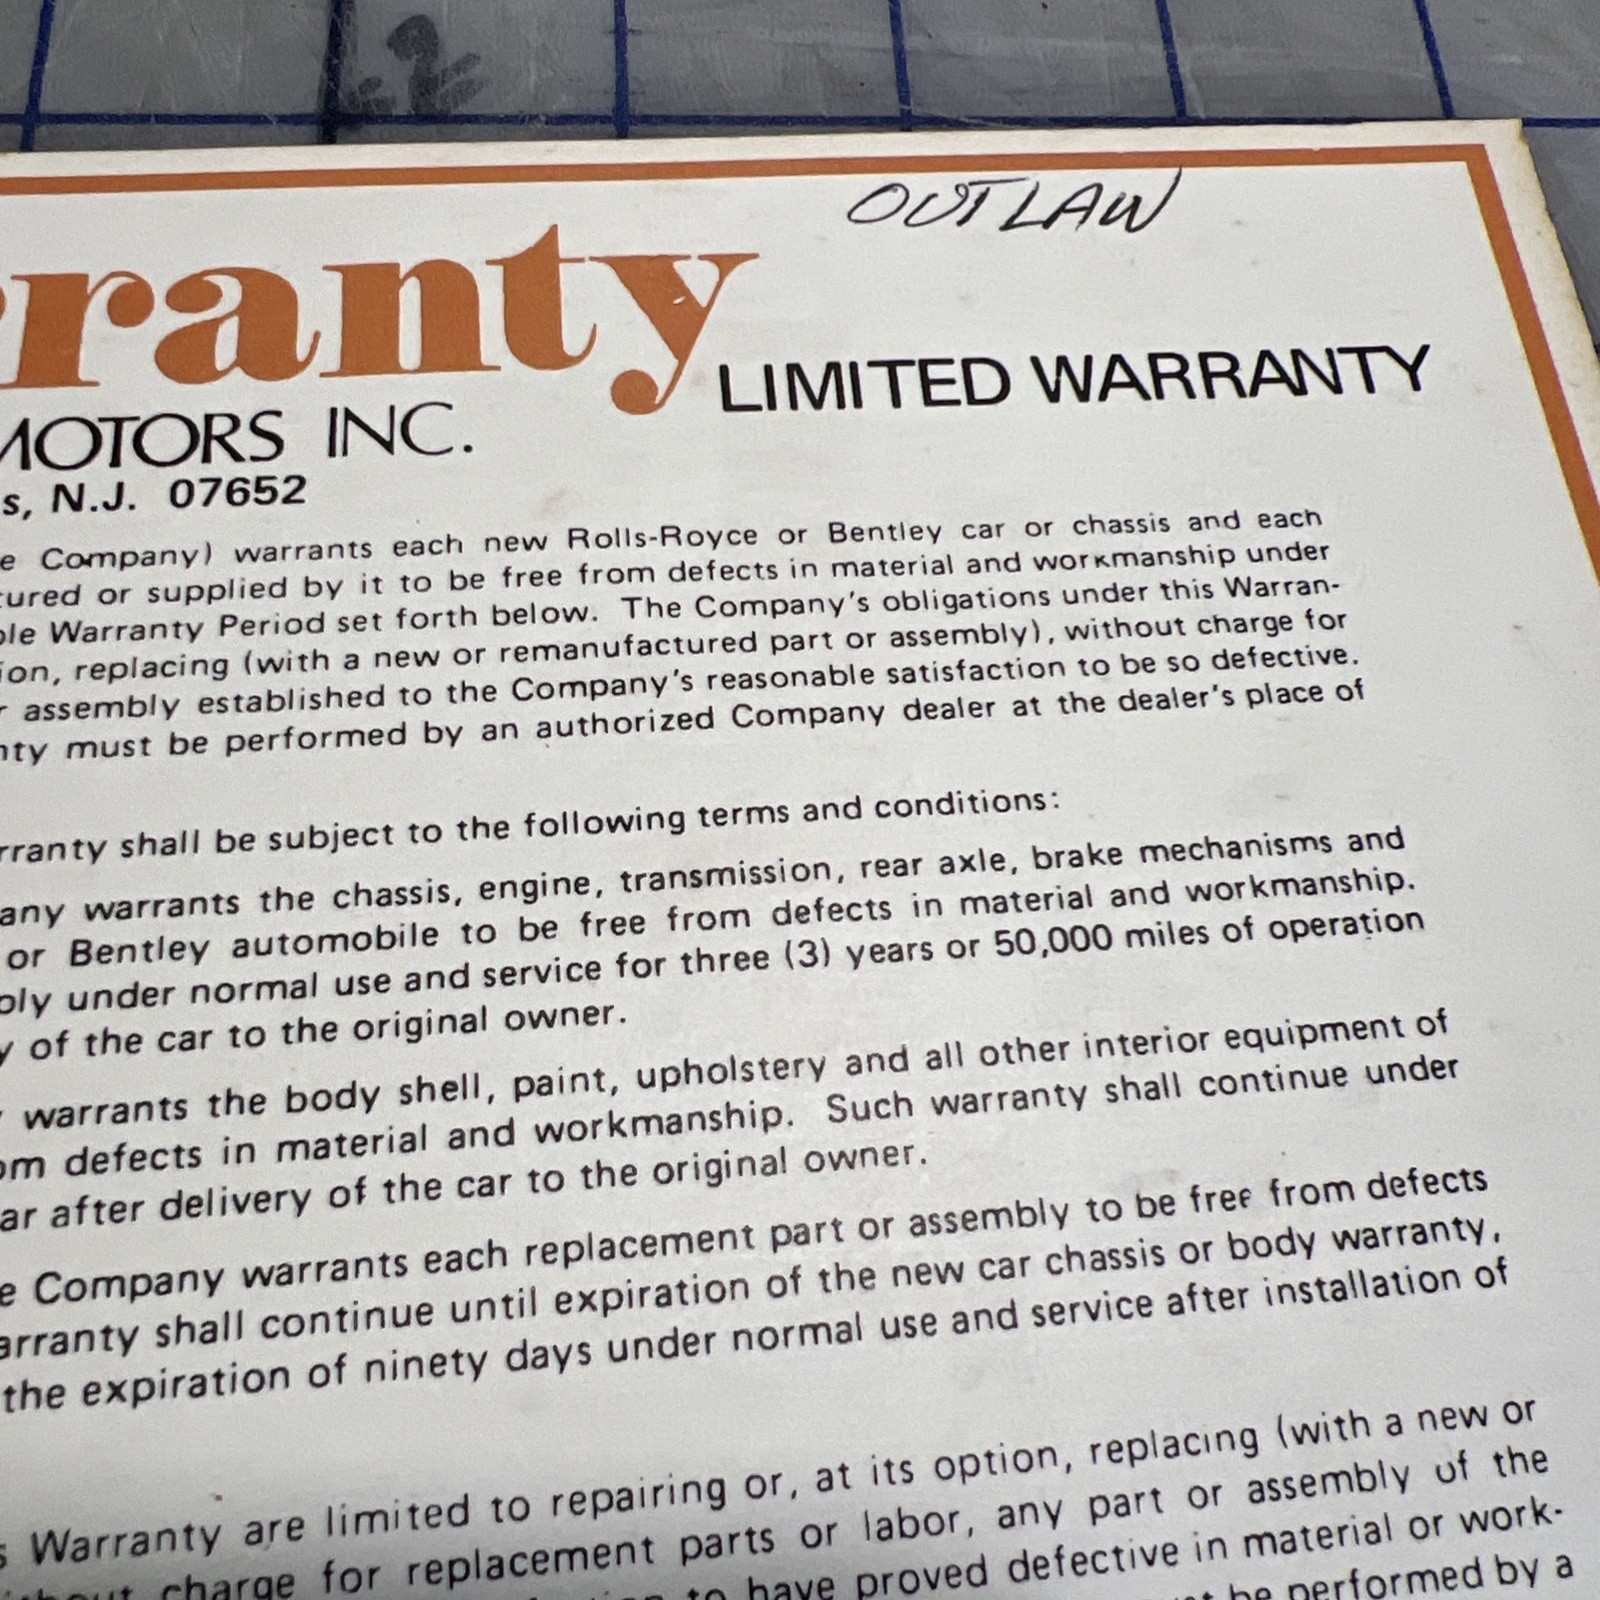 OUTLAW
rranty LIMITED WARRANTY
MOTORS INC.
s, N.J. 07652
e Company) warrants each new Rolls-Royce or Bentley car or chassis and each
tured or supplied by it to be free from defects in material and workmanship under
ble Warranty Period set forth below. The Company's obligations under this Warran-
ion, replacing (with a new or remanufactured part or assembly), without charge for
r assembly established to the Company's reasonable satisfaction to be so defective.
nty must be performed by an authorized Company dealer at the dealer's place of
rranty shall be subject to the following terms and conditions:
any warrants the chassis, engine, transmission, rear axle, brake mechanisms and
or Bentley automobile to be free from defects in material and workmanship.
ply under normal use and service for three (3) years or 50,000 miles of operation
y of the car to the original owner.
y warrants the body shell, paint, upholstery and all other interior equipment of
om defects in material and workmanship. Such warranty shall continue under
ar after delivery of the car to the original owner.
e Company warrants each replacement part or assembly to be free from defects
arranty shall continue until expiration of the new car chassis or body warranty,
the expiration of ninety days under normal use and service after installation of
s Warranty are limited to repairing or, at its option, replacing (with a new or
charge for replacement parts or labor, any part or assembly of the
to have proved defective in material or work-
be performed by a